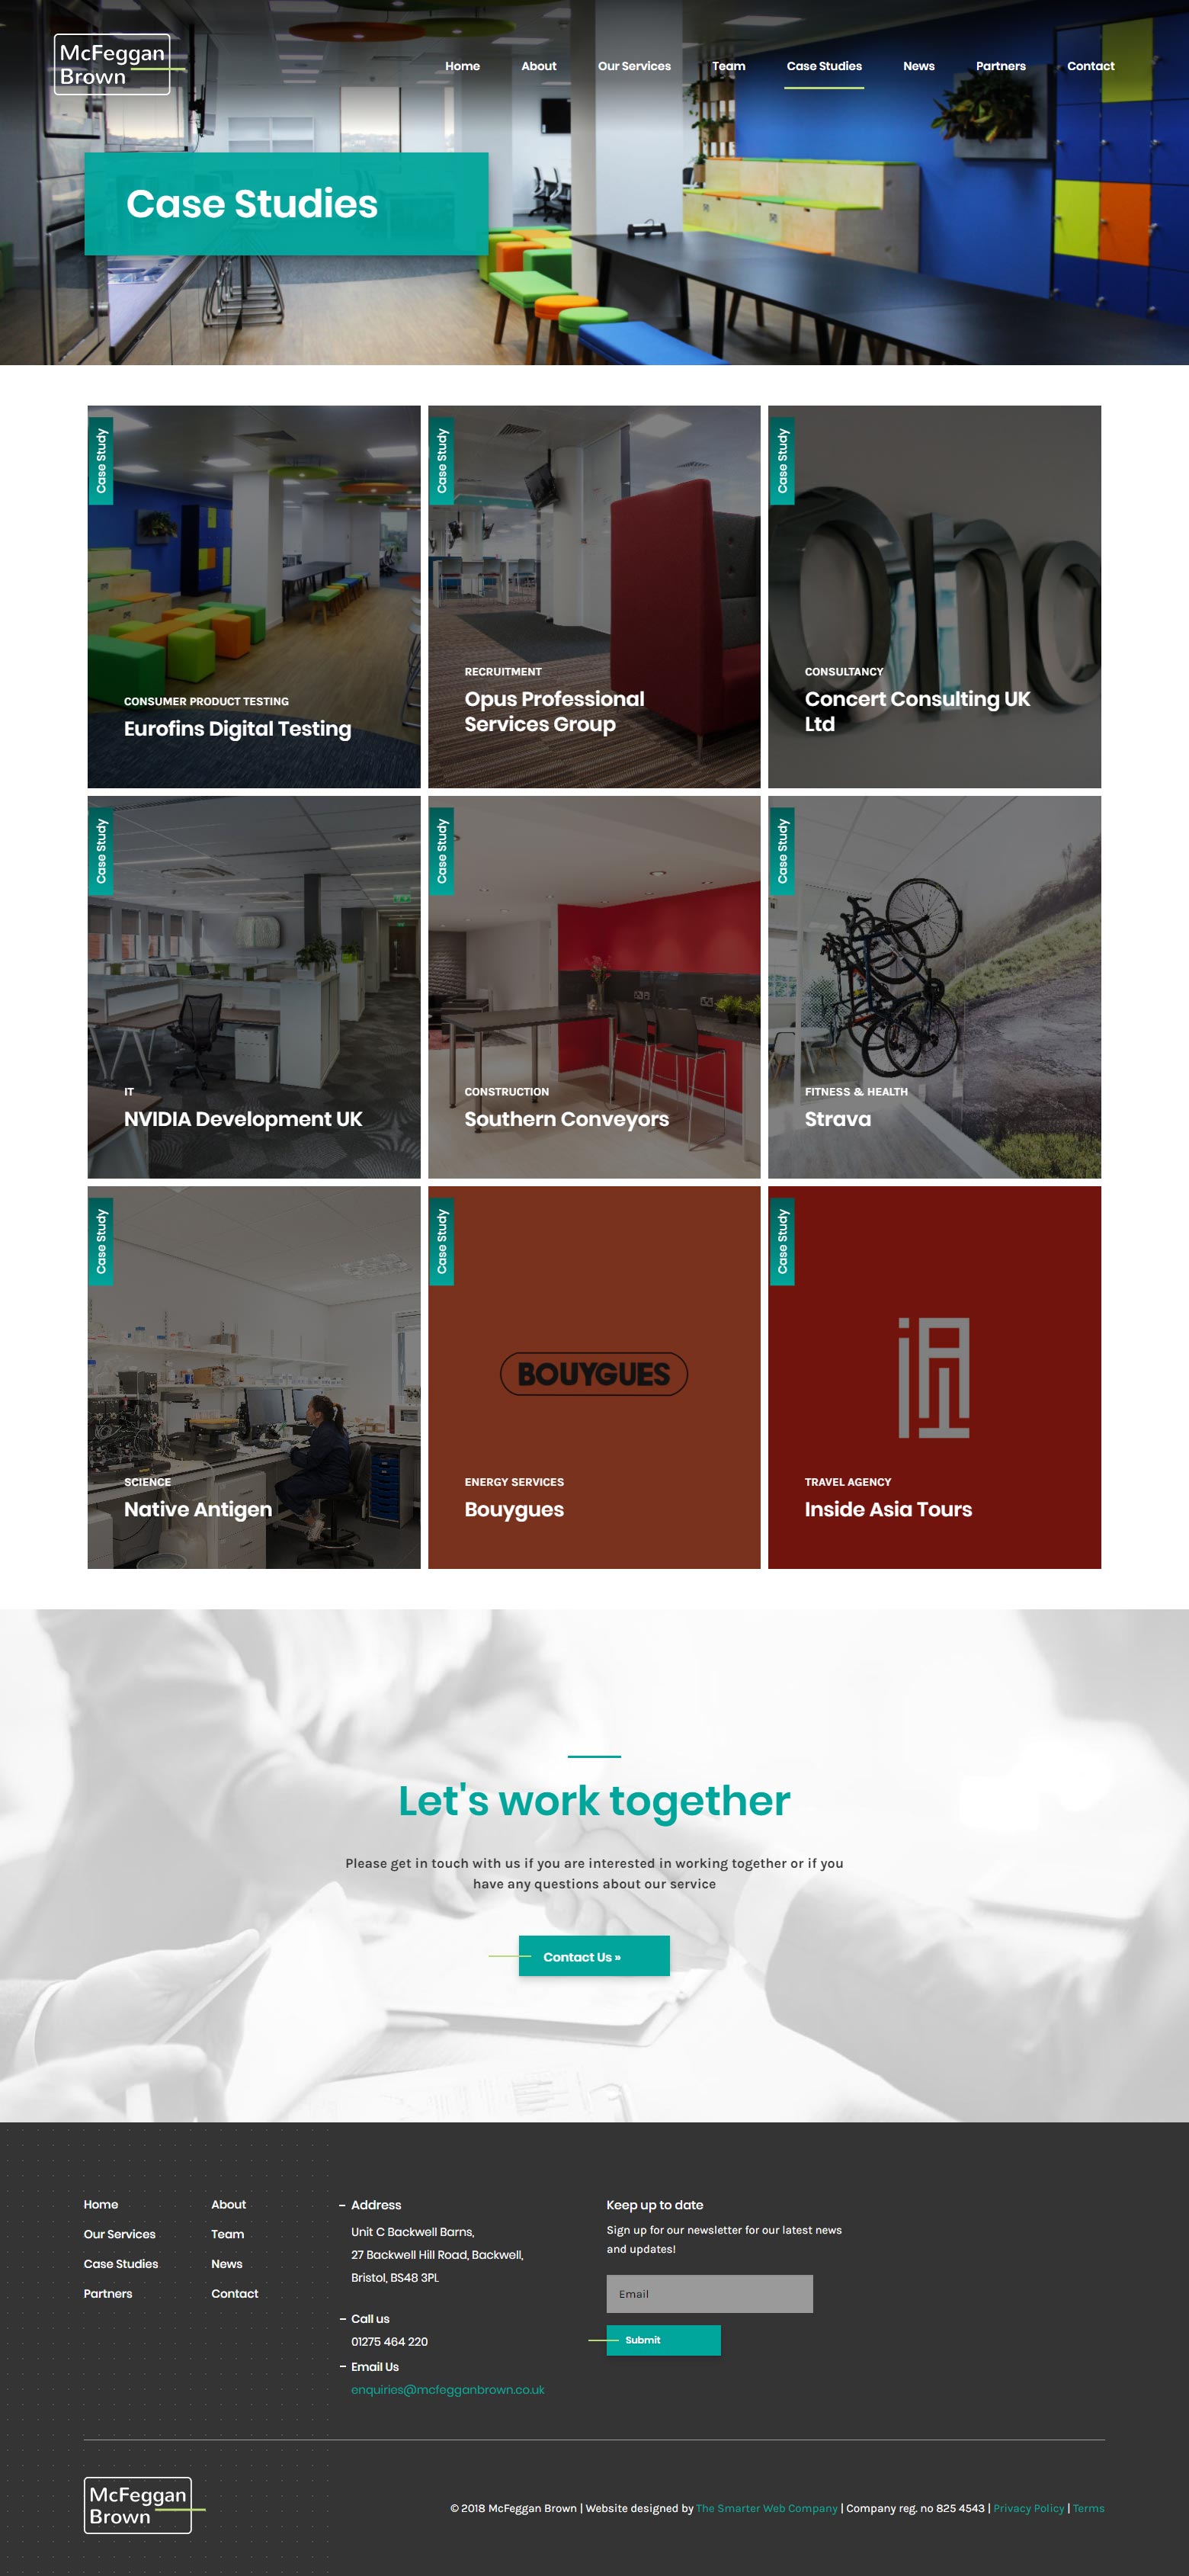 McFeggan
Brown
Home
About
Our Services
Team
Case Studies
News
Partners
Contact
Case Studies
Case Study
CONSUMER PRODUCT TESTING
Eurofins Digital Testing
Case Study
RECRUITMENT
Opus Professional
Services Group
Case Study
one
CONSULTANCY
Concert Consulting UK
Ltd
Case Study
IT
NVIDIA Development UK
Case Study
CONSTRUCTION
Southern Conveyors
Case Study
FITNESS & HEALTH
Strava
Case Study
SCIENCE
Native Antigen
Case Study
BOUYGUES
ENERGY SERVICES
Bouygues
Case Study
TRAVEL AGENCY
Inside Asia Tours
Let's work together
Please get in touch with us if you are interested in working together or if you
have any questions about our service
Contact Us »
Home
About
Our Services
Team
Case Studies
News
Partners
Contact
– Address
Unit C Backwell Barns,
27 Backwell Hill Road, Backwell,
Bristol, BS48 3PL
– Call us
01275 464 220
– Email Us
enquiries@mcfegganbrown.co.uk
Keep up to date
Sign up for our newsletter for our latest news
and updates!
Email
Submit
McFeggan
Brown
© 2018 McFeggan Brown | Website designed by The Smarter Web Company | Company reg. no 825 4543 | Privacy Policy | Terms